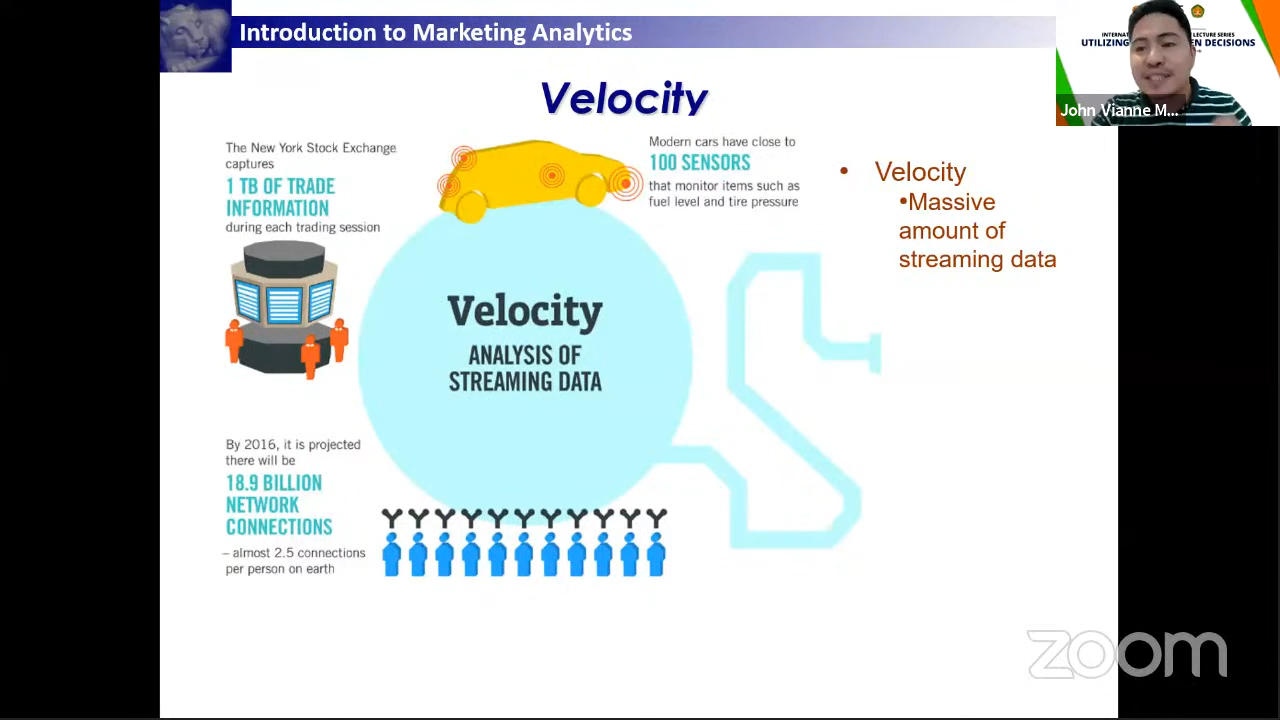 Introduction to Marketing Analytics
Velocity
The New York Stock Exchange
captures
1 TB OF TRADE
INFORMATION
during each trading session
Modern cars have close to
100 SENSORS
that monitor items such as
fuel level and tire pressure
• Velocity
•Massive
amount of
streaming data
Velocity
ANALYSIS OF
STREAMING DATA
By 2016, it is projected
there will be
18.9 BILLION
NETWORK
CONNECTIONS
– almost 2.5 connections
per person on earth
LECTURE SERIES
UTILIZING
DECISIONS
John Vianne M...
zoom